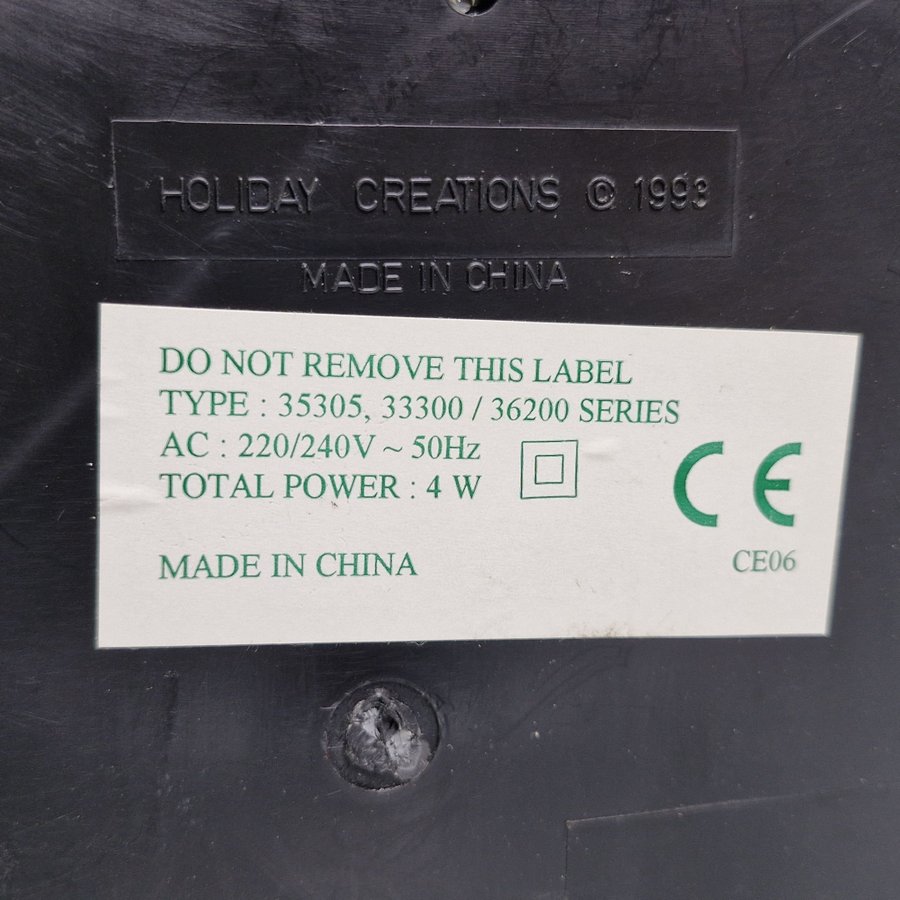 HOLIDAY CREATIONS © 1993
MADE IN CHINA
DO NOT REMOVE THIS LABEL
TYPE : 35305, 33300 / 36200 SERIES
AC : 220/240V ~ 50Hz
TOTAL POWER : 4 W
CE
MADE IN CHINA
CE06